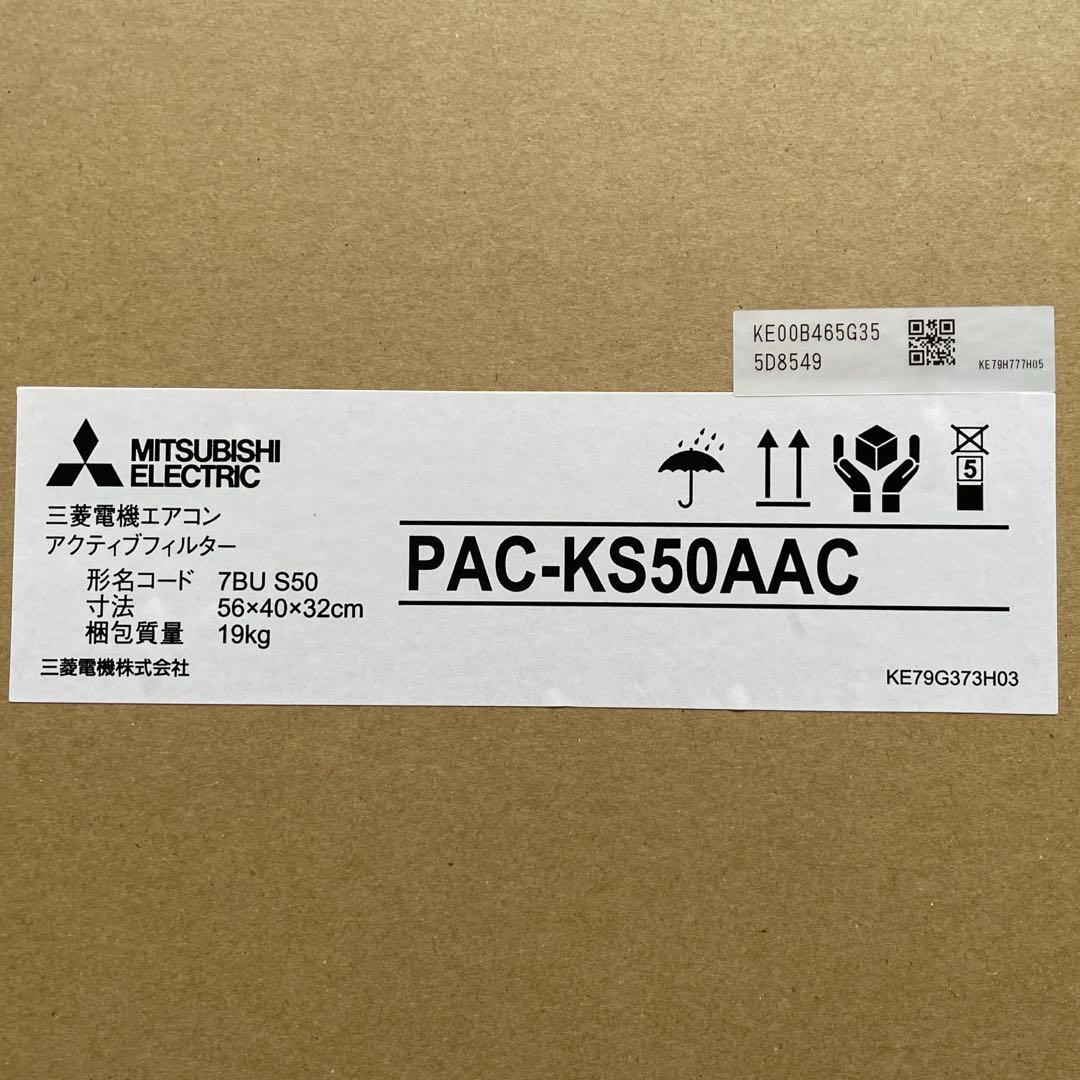 KE00B465G35
5D8549
KE79H777H05
MITSUBISHI
ELECTRIC
三菱電機エアコン
アクティブフィルター
形名コード 7BU S50
寸法 56×40×32cm
梱包質量 19kg
三菱電機株式会社
5
PAC-KS50AAC
KE79G373H03